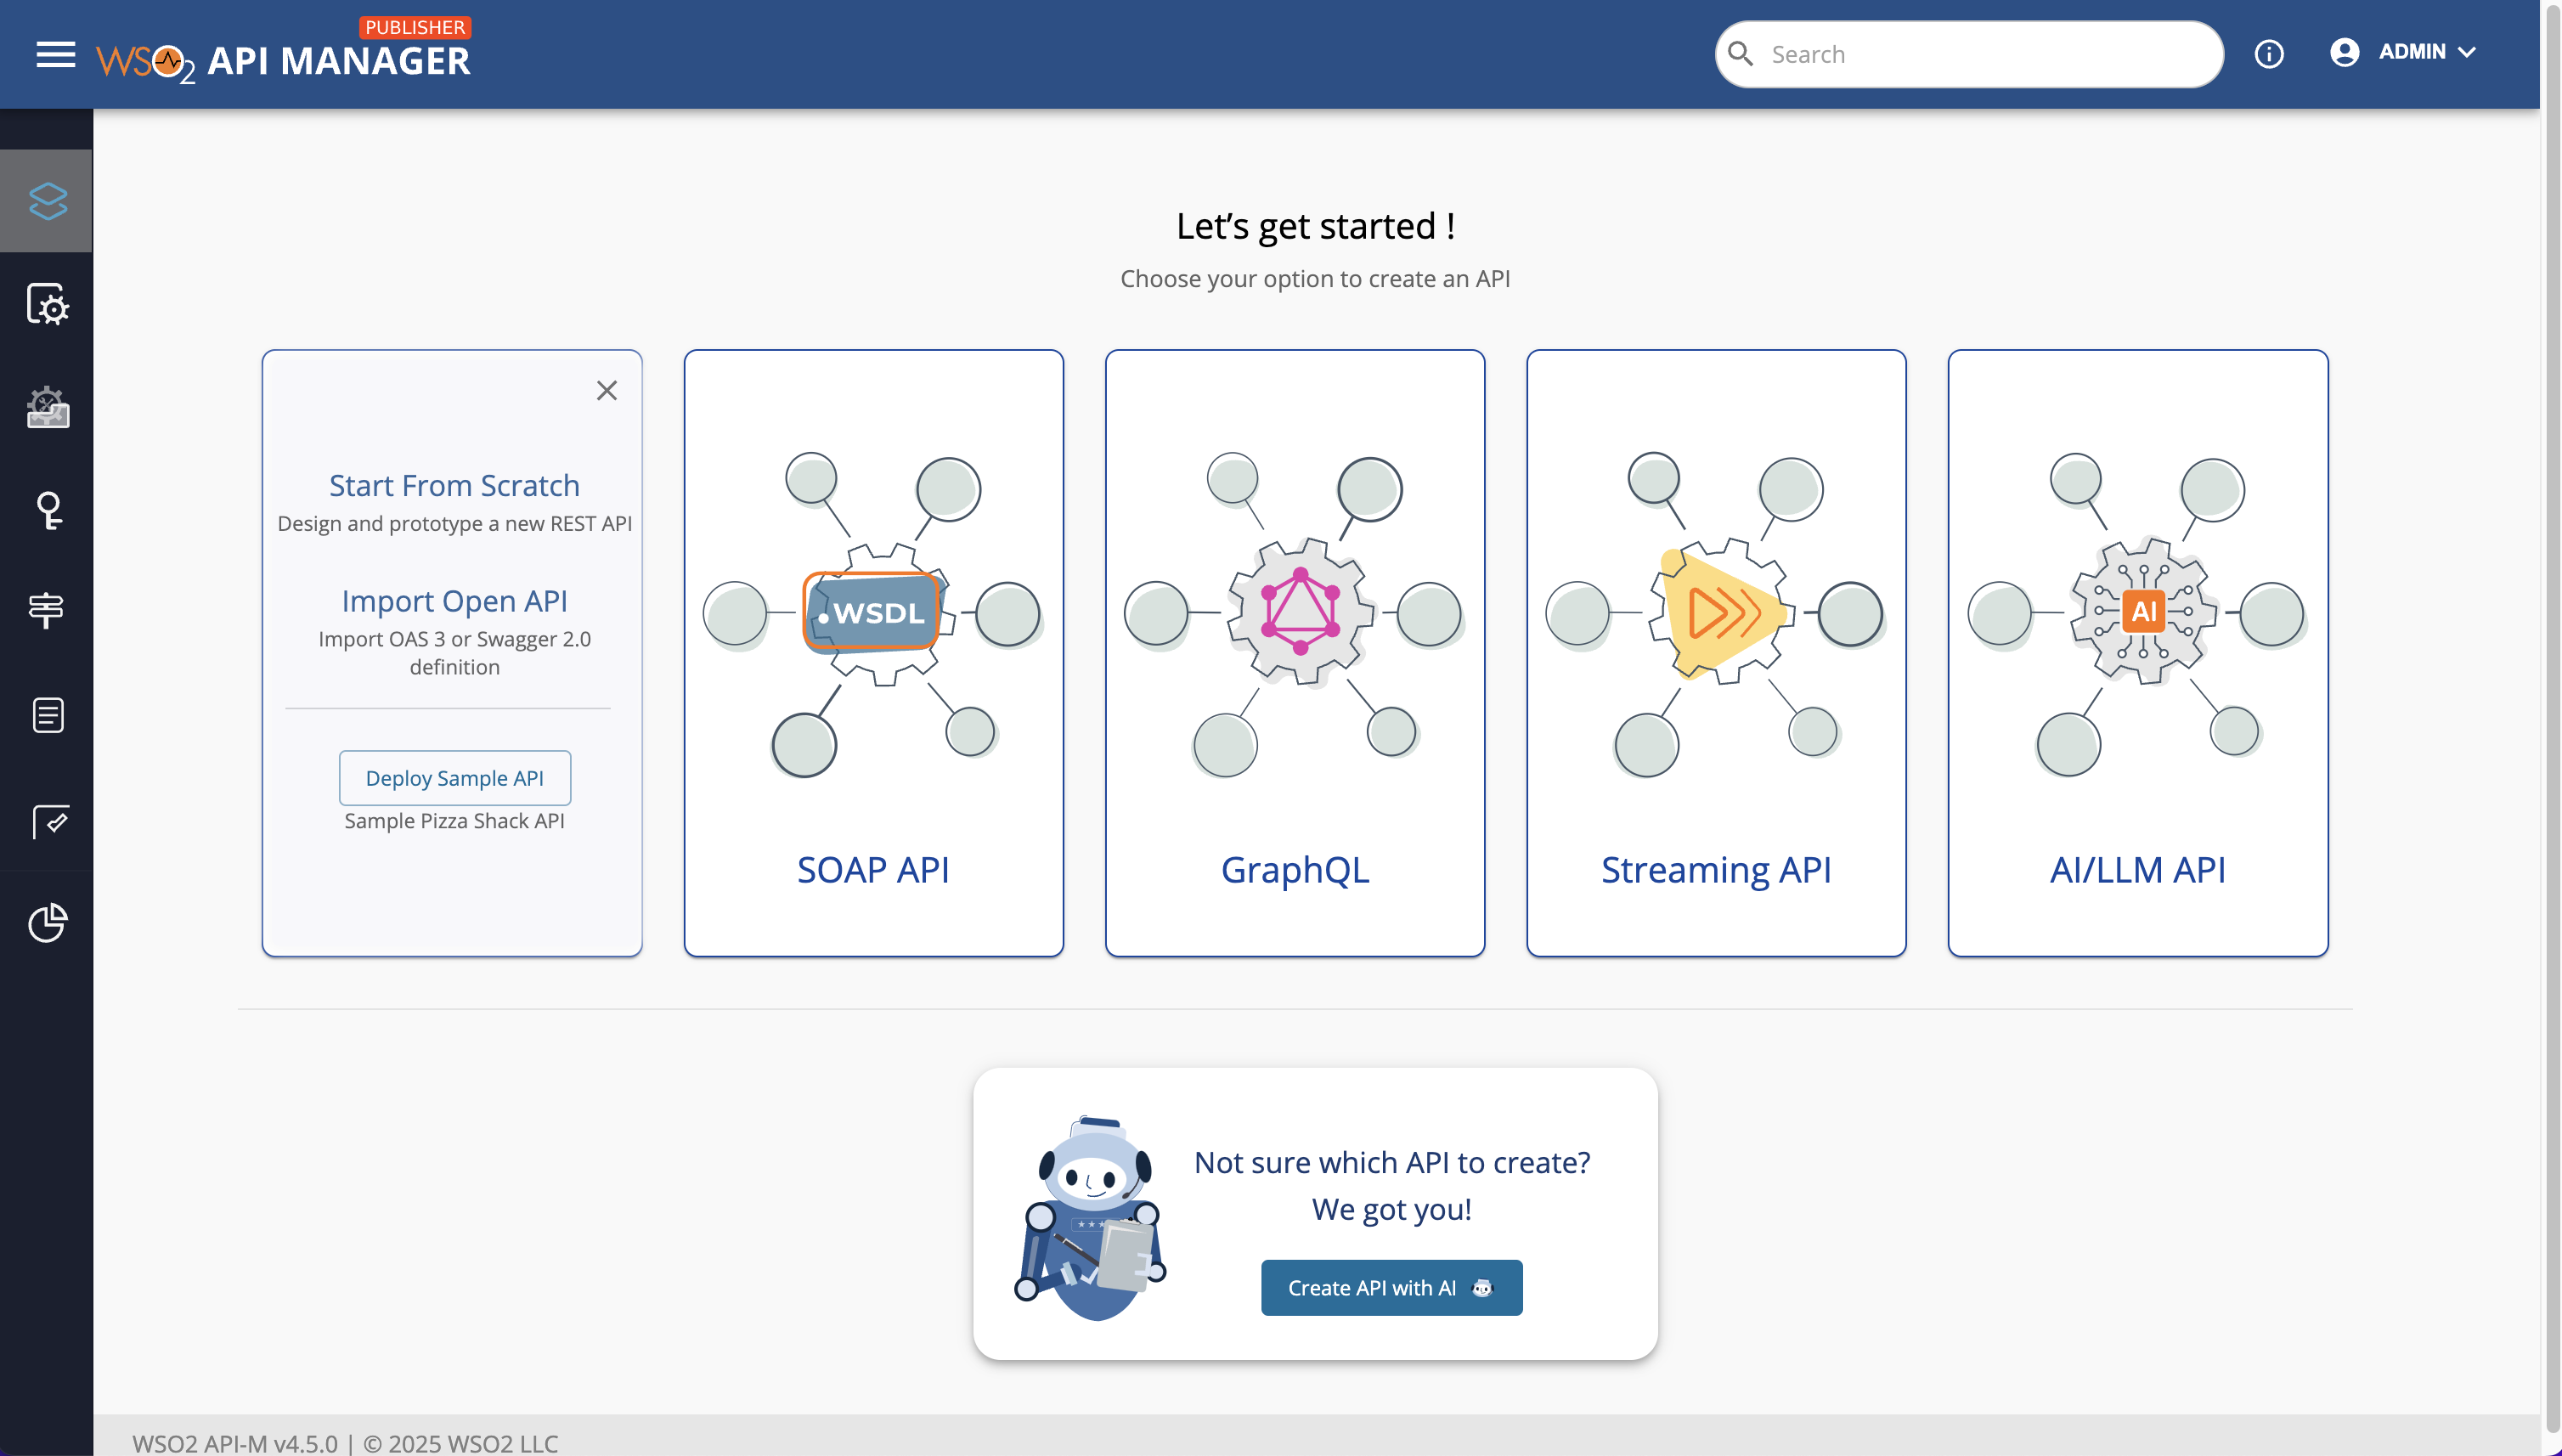 PUBLISHER
WSO2 API MANAGER
Search
ADMIN
Let’s get started !
Choose your option to create an API
Start From Scratch
Design and prototype a new REST API
Import Open API
Import OAS 3 or Swagger 2.0
definition
Deploy Sample API
Sample Pizza Shack API
.WSDL
SOAP API
GraphQL
Streaming API
AI
AI/LLM API
Not sure which API to create?
We got you!
Create API with AI
WSO2 API-M v4.5.0 | © 2025 WSO2 LLC